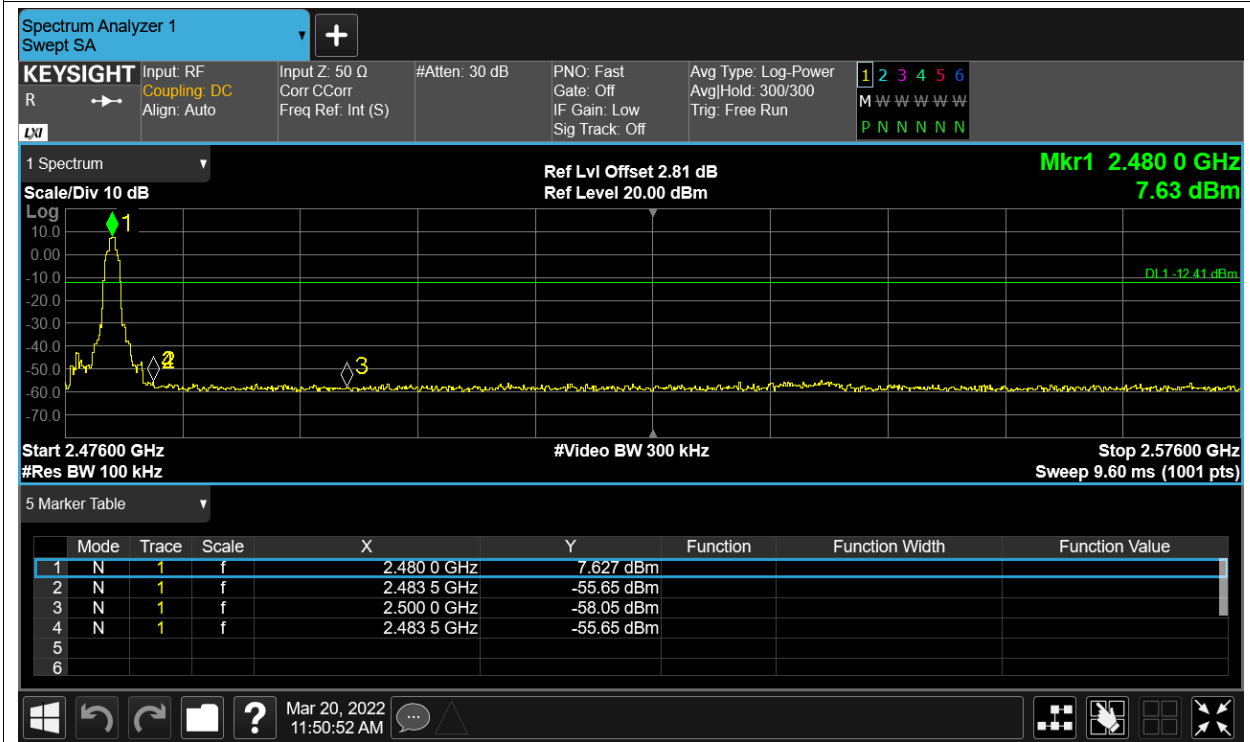 Spectrum Analyzer 1
Swept SA
+
KEYSIGHT
R
LXI
Input: RF
Coupling: DC
Align: Auto
Input Z: 50 Ω
Corr CCorr
Freq Ref: Int (S)
#Atten: 30 dB
PNO: Fast
Gate: Off
IF Gain: Low
Sig Track: Off
Avg Type: Log-Power
Avg|Hold: 300/300
Trig: Free Run
1 2 3 4 5 6
M W W W W W
P N N N N N
1 Spectrum
Scale/Div 10 dB
Ref Lvl Offset 2.81 dB
Ref Level 20.00 dBm
Mkr1 2.480 0 GHz
7.63 dBm
Log
10.0
0.00
-10.0
-20.0
-30.0
-40.0
-50.0
-60.0
-70.0
1
3
DL1 -12.41 dBm
Start 2.47600 GHz
#Res BW 100 kHz
#Video BW 300 kHz
Stop 2.57600 GHz
Sweep 9.60 ms (1001 pts)
5 Marker Table
Mode Trace Scale X Y Function Function Width Function Value
1 N 1 f 2.480 0 GHz 7.627 dBm
2 N 1 f 2.483 5 GHz -55.65 dBm
3 N 1 f 2.500 0 GHz -58.05 dBm
4 N 1 f 2.483 5 GHz -55.65 dBm
5
6
?
Mar 20, 2022
11:50:52 AM